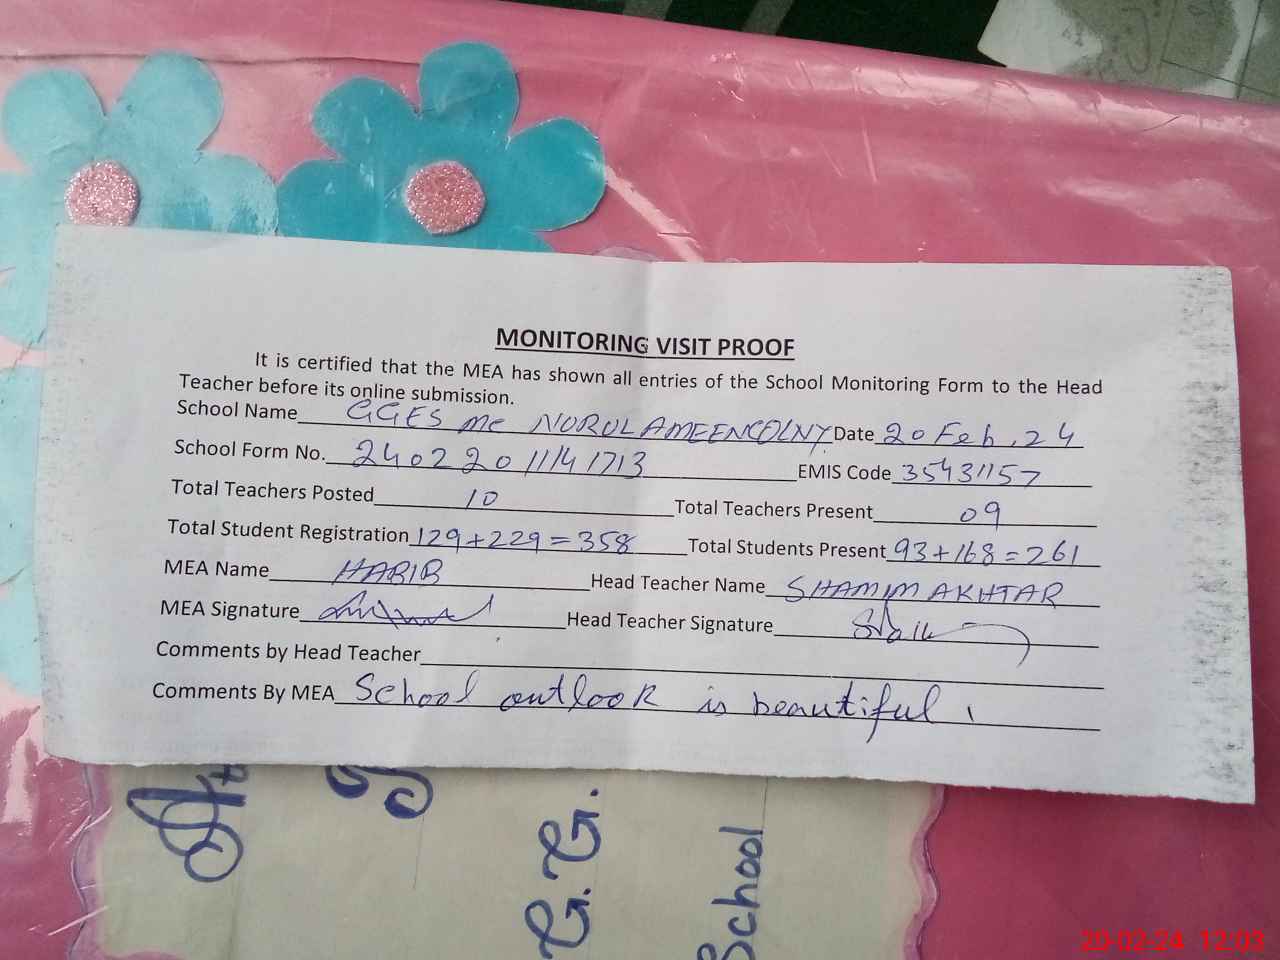 MONITORING VISIT PROOF
It is certified that the MEA has shown all entries of the School Monitoring Form to the Head
Teacher before its online submission.
School Name GGES MC NORUL AMEEN COLNY Date 20 Feb, 24
School Form No. 24022011141713 EMIS Code 35431157
Total Teachers Posted 10 Total Teachers Present 09
Total Student Registration 129+229=358 Total Students Present 93+168=261
MEA Name HABIB Head Teacher Name SHAMIM AKHTAR
MEA Signature Head Teacher Signature
Comments by Head Teacher
Comments By MEA School outlook is beautiful
G.G.
School
20-02-24 12:03